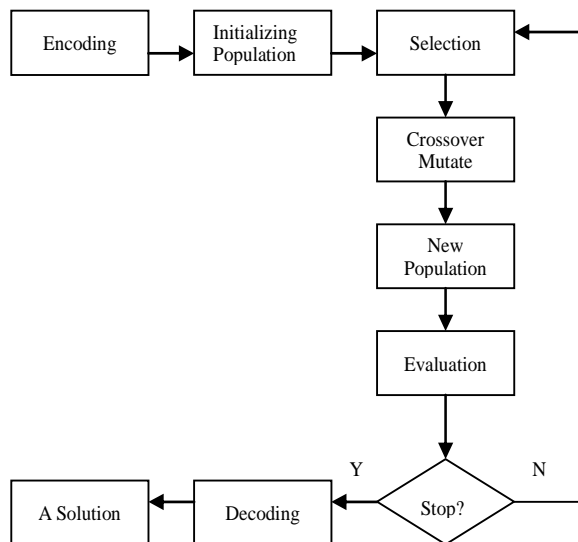 Encoding
Initializing
Population
Selection
Crossover
Mutate
New
Population
Evaluation
Y
N
A Solution
Decoding
Stop?